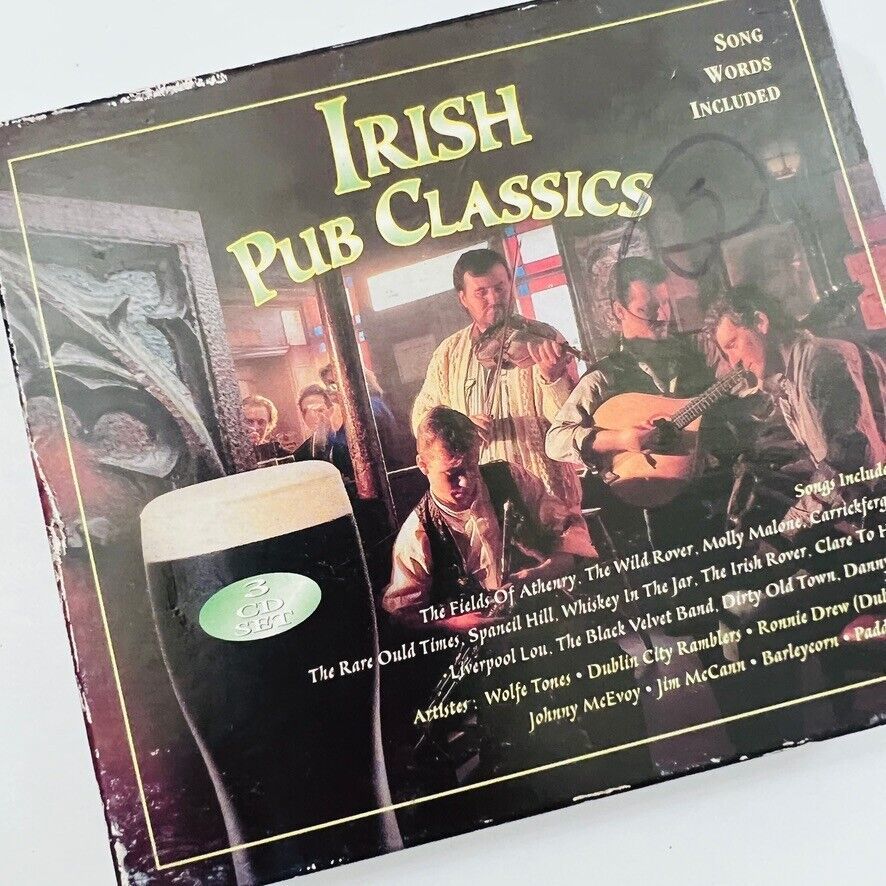 SONG
WORDS
INCLUDED
IRISH
PUB CLASSICS
3
CD
SET
Songs Include
The Fields Of Athenry, The Wild Rover, Molly Malone, Carrickferg
The Rare Ould Times, Spancil Hill, Whiskey In The Jar, The Irish Rover, Clare To H
Liverpool Lou, The Black Velvet Band, Dirty Old Town, Danny
Artistes: Wolfe Tones • Dublin City Ramblers • Ronnie Drew (Dub
Johnny McEvoy • Jim McCann • Barleycorn • Padd